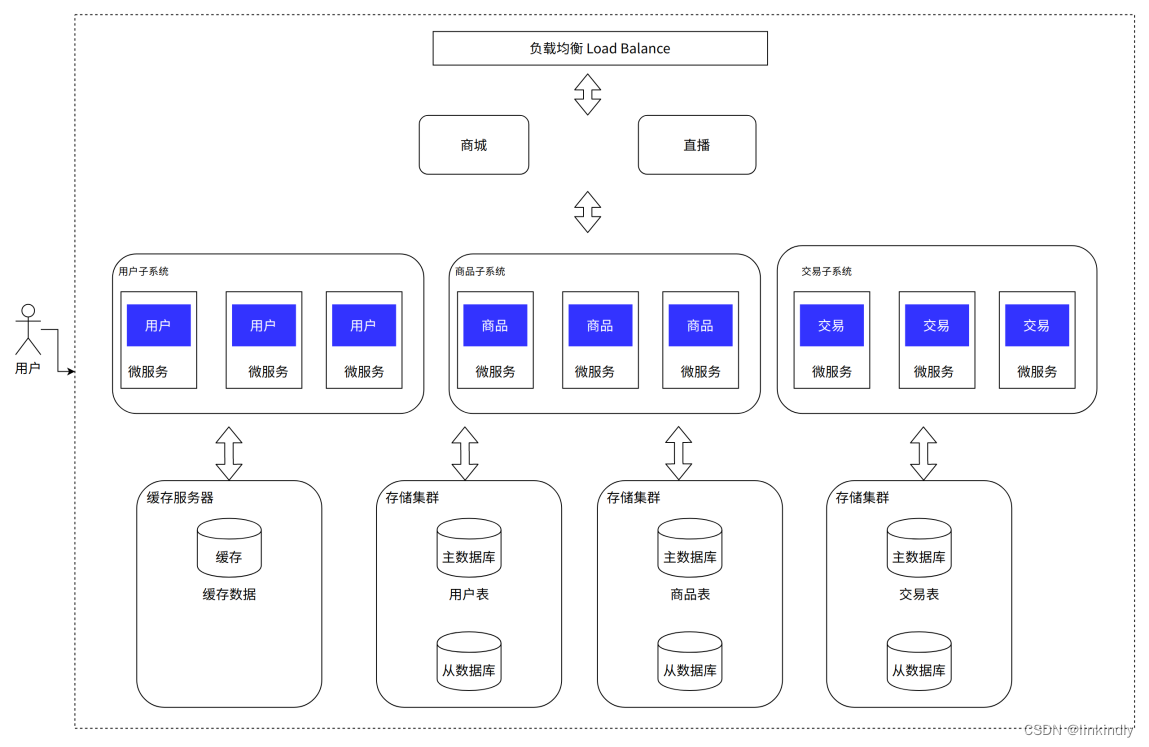 负载均衡 Load Balance
商城
直播
用户子系统
商品子系统
交易子系统
用户
用户
用户
商品
商品
商品
交易
交易
交易
微服务
微服务
微服务
微服务
微服务
微服务
微服务
微服务
微服务
用户
缓存服务器
存储集群
存储集群
存储集群
缓存
主数据库
主数据库
主数据库
缓存数据
用户表
商品表
交易表
从数据库
从数据库
从数据库
CSDN @linkindly